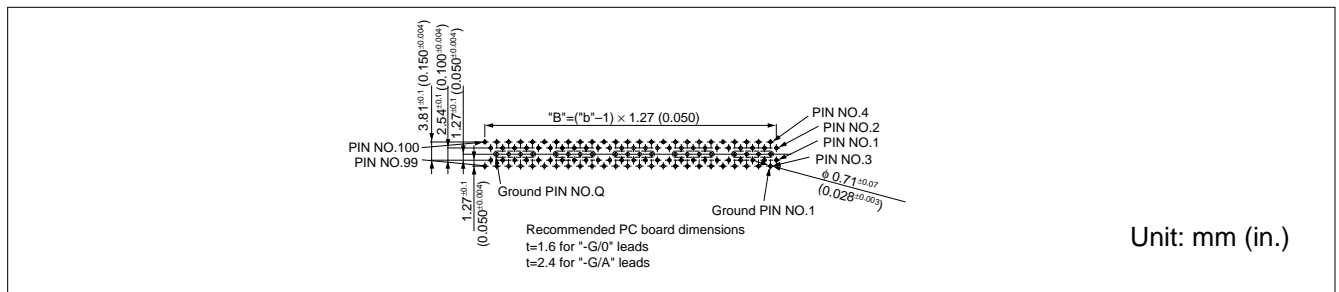 3.81±0.1 (0.150±0.004)
2.54±0.1 (0.100±0.004)
1.27±0.1 (0.050±0.004)
"B"=("b"–1) × 1.27 (0.050)
PIN NO.4
PIN NO.2
PIN NO.1
PIN NO.3
PIN NO.100
PIN NO.99
1.27±0.1
(0.050±0.004)
Ground PIN NO.Q
φ 0.71±0.07
(0.028±0.003)
Ground PIN NO.1
Recommended PC board dimensions
t=1.6 for "-G/0" leads
t=2.4 for "-G/A" leads
Unit: mm (in.)